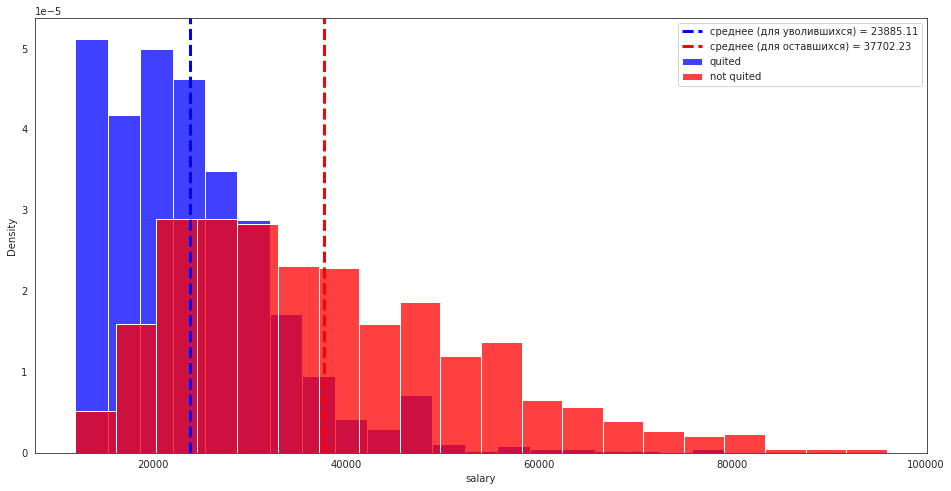 1e−5
среднее (для уволившихся) = 23885.11
среднее (для оставшихся) = 37702.23
quited
not quited
5
4
3
2
1
0
Density
20000 40000 60000 80000 100000
salary